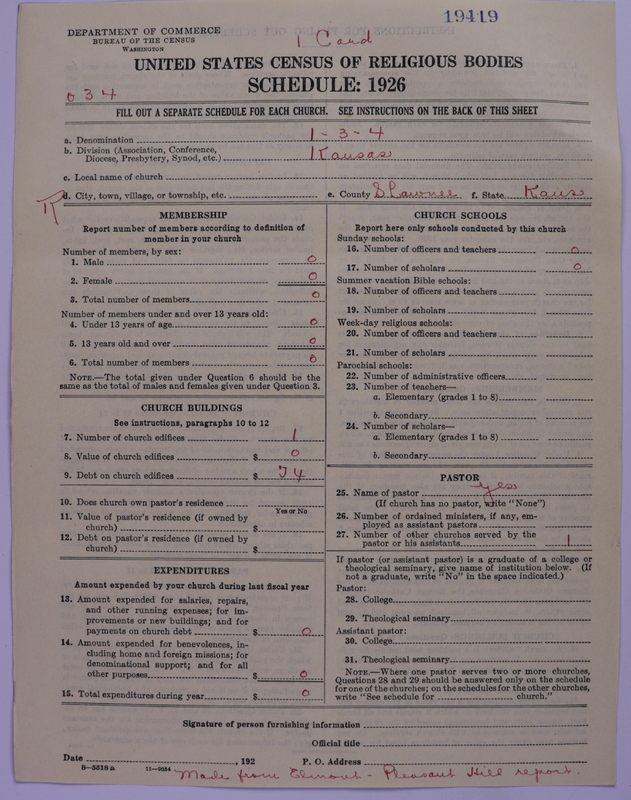 19419
DEPARTMENT OF COMMERCE
BUREAU OF THE CENSUS
WASHINGTON
1 Card
UNITED STATES CENSUS OF RELIGIOUS BODIES
SCHEDULE: 1926
034
FILL OUT A SEPARATE SCHEDULE FOR EACH CHURCH. SEE INSTRUCTIONS ON THE BACK OF THIS SHEET
a. Denomination 1-3-4
b. Division (Association, Conference,
Diocese, Presbytery, Synod, etc.) Kansas
c. Local name of church
d. City, town, village, or township, etc. e. County Shawnee f. State Kans
R
MEMBERSHIP
Report number of members according to definition of
member in your church
Number of members, by sex:
1. Male 0
2. Female 0
3. Total number of members 0
Number of members under and over 13 years old:
4. Under 13 years of age 0
5. 13 years old and over 0
6. Total number of members 0
NOTE.—The total given under Question 6 should be the
same as the total of males and females given under Question 3.
CHURCH BUILDINGS
See instructions, paragraphs 10 to 12
7. Number of church edifices 1
8. Value of church edifices $ 0
9. Debt on church edifices $ 74
10. Does church own pastor's residence
Yes or No
11. Value of pastor's residence (if owned by
church) $
12. Debt on pastor's residence (if owned by
church) $
EXPENDITURES
Amount expended by your church during last fiscal year
13. Amount expended for salaries, repairs,
and other running expenses; for im-
provements or new buildings; and for
payments on church debt $ 0
14. Amount expended for benevolences, in-
cluding home and foreign missions; for
denominational support; and for all
other purposes $ 0
15. Total expenditures during year $ 0
CHURCH SCHOOLS
Report here only schools conducted by this church
Sunday schools:
16. Number of officers and teachers 0
17. Number of scholars 0
Summer vacation Bible schools:
18. Number of officers and teachers
19. Number of scholars
Week-day religious schools:
20. Number of officers and teachers
21. Number of scholars
Parochial schools:
22. Number of administrative officers
23. Number of teachers—
a. Elementary (grades 1 to 8)
b. Secondary
24. Number of scholars—
a. Elementary (grades 1 to 8)
b. Secondary
PASTOR
25. Name of pastor yes
(If church has no pastor, write "None")
26. Number of ordained ministers, if any, em-
ployed as assistant pastors
27. Number of other churches served by the
pastor or his assistants 1
If pastor (or assistant pastor) is a graduate of a college or
theological seminary, give name of institution below. (If
not a graduate, write "No" in the space indicated.)
Pastor:
28. College
29. Theological seminary
Assistant pastor:
30. College
31. Theological seminary
NOTE.—Where one pastor serves two or more churches,
Questions 28 and 29 should be answered only on the schedule
for one of the churches; on the schedules for the other churches,
write "See schedule for church."
Signature of person furnishing information
Official title
Date , 192 P. O. Address
8—5518a 11—9054
Made from Elmont - Pleasant Hill report.